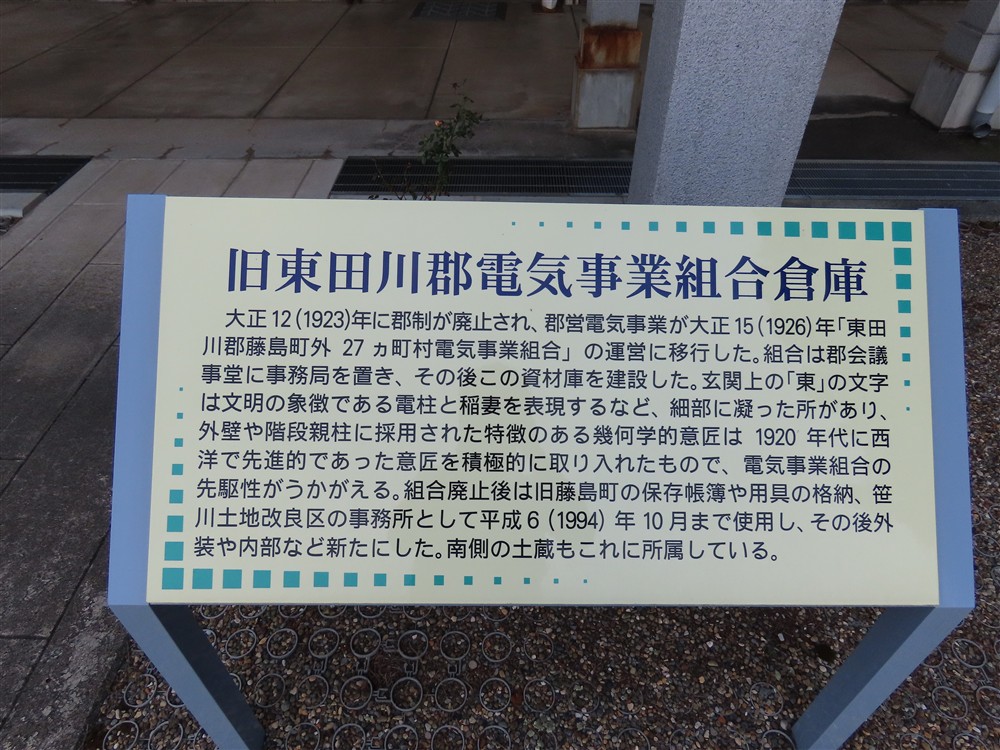 旧東田川郡電気事業組合倉庫
大正12(1923)年に郡制が廃止され、郡営電気事業が大正15(1926)年「東田
川郡藤島町外 27 ヵ町村電気事業組合」の運営に移行した。組合は郡会議
事堂に事務局を置き、その後この資材庫を建設した。玄関上の「東」の文字
は文明の象徴である電柱と稲妻を表現するなど、細部に凝った所があり、
外壁や階段親柱に採用された特徴のある幾何学的意匠は 1920 年代に西
洋で先進的であった意匠を積極的に取り入れたもので、電気事業組合の
先駆性がうかがえる。組合廃止後は旧藤島町の保存帳簿や用具の格納、笹
川土地改良区の事務所として平成6 (1994) 年 10 月まで使用し、その後外
装や内部など新たにした。南側の土蔵もこれに所属している。